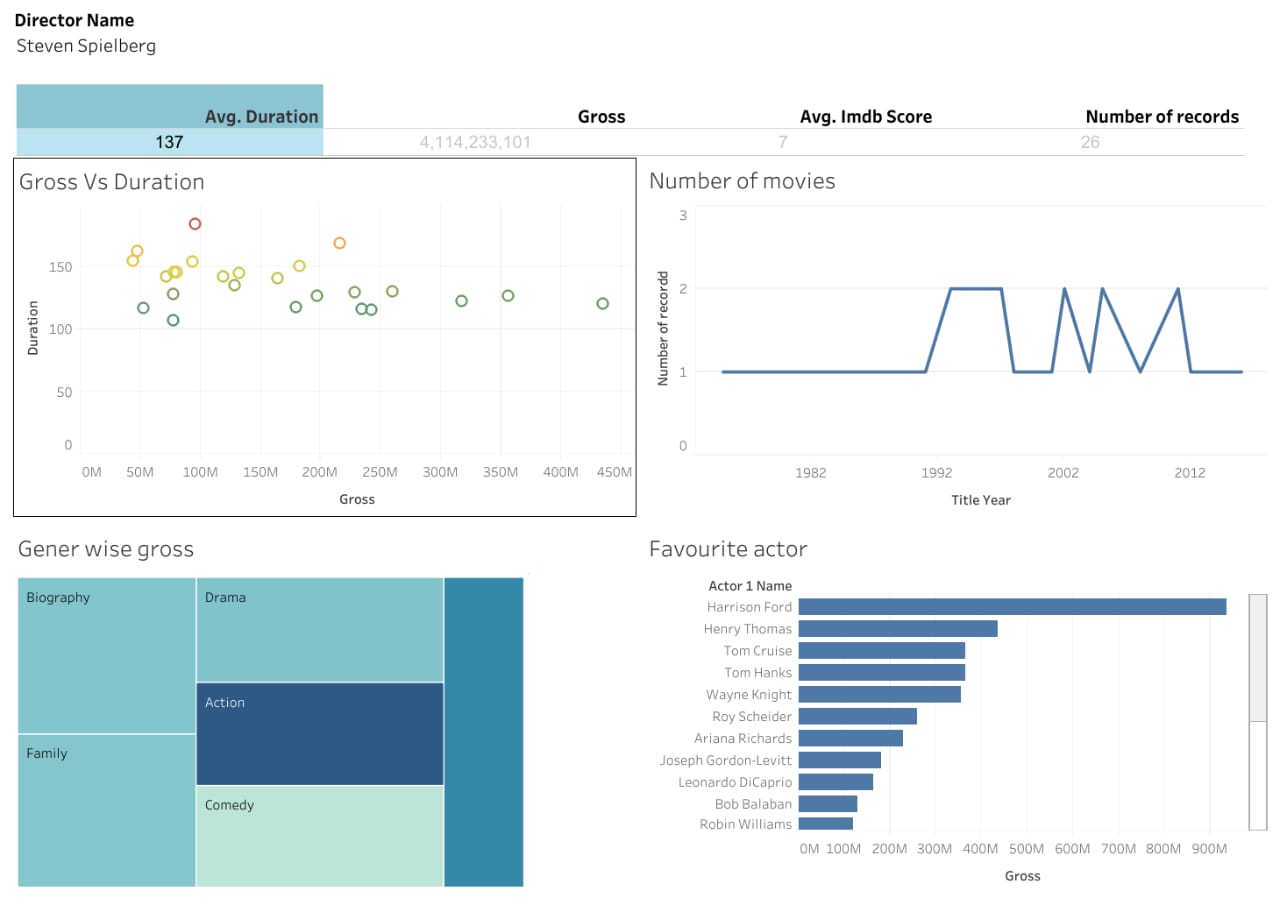 Director Name
Steven Spielberg
Avg. Duration Gross Avg. Imdb Score Number of records
137 4,114,233,101 7 26
Gross Vs Duration
150
100
50
0
Duration
0M 50M 100M 150M 200M 250M 300M 350M 400M 450M
Gross
Number of movies
3
2
1
0
Number of records
1982 1992 2002 2012
Title Year
Gener wise gross
Biography
Drama
Action
Family
Comedy
Favourite actor
Actor 1 Name
Harrison Ford
Henry Thomas
Tom Cruise
Tom Hanks
Wayne Knight
Roy Scheider
Ariana Richards
Joseph Gordon-Levitt
Leonardo DiCaprio
Bob Balaban
Robin Williams
0M 100M 200M 300M 400M 500M 600M 700M 800M 900M
Gross